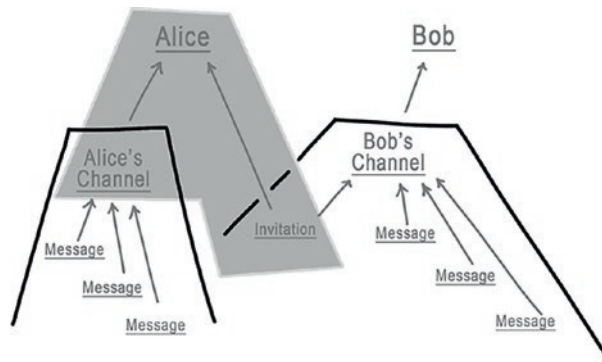 Alice
Bob
Alice's
Channel
Bob's
Channel
Invitation
Message
Message
Message
Message
Message
Message